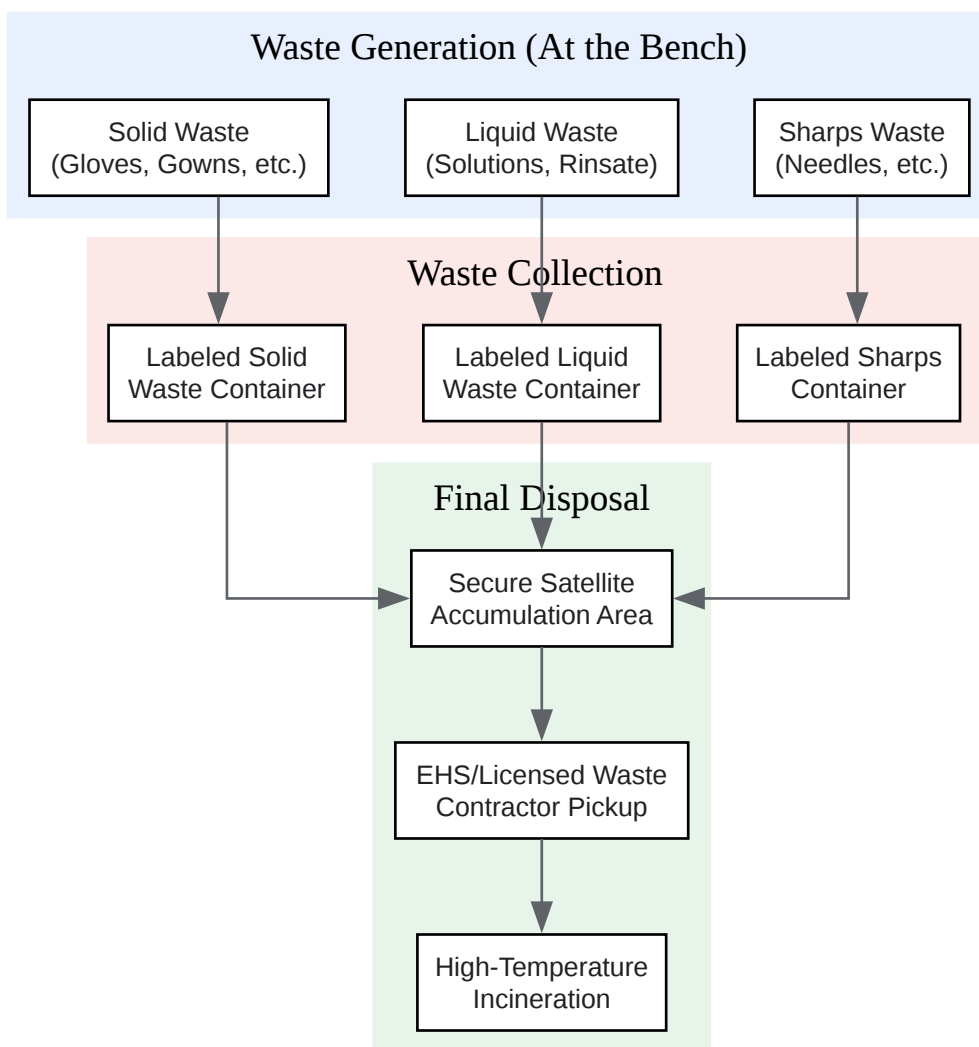 Waste Generation (At the Bench)
Solid Waste
(Gloves, Gowns, etc.)
Liquid Waste
(Solutions, Rinsate)
Sharps Waste
(Needles, etc.)
Waste Collection
Labeled Solid
Waste Container
Labeled Liquid
Waste Container
Labeled Sharps
Container
Final Disposal
Secure Satellite
Accumulation Area
EHS/Licensed Waste
Contractor Pickup
High-Temperature
Incineration